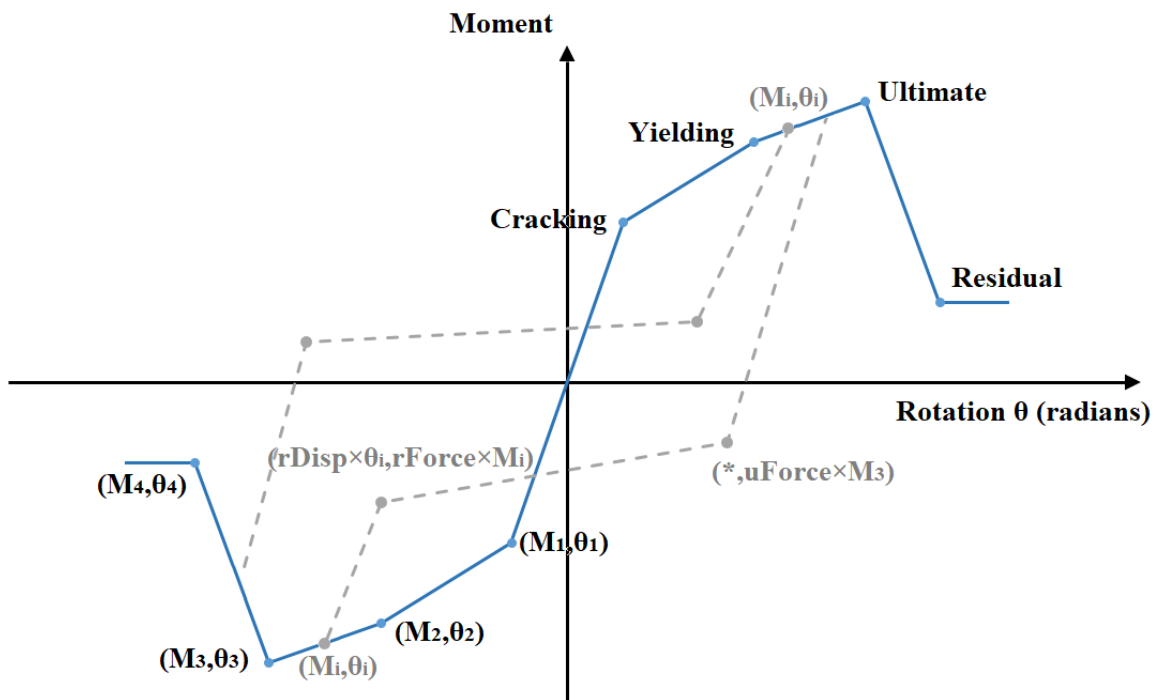 Moment
(Mᵢ,θᵢ)
Ultimate
Yielding
Cracking
Residual
Rotation θ (radians)
(rDisp×θᵢ,rForce×Mᵢ)
(*,uForce×M₃)
(M₄,θ₄)
(M₁,θ₁)
(M₂,θ₂)
(M₃,θ₃)
(Mᵢ,θᵢ)